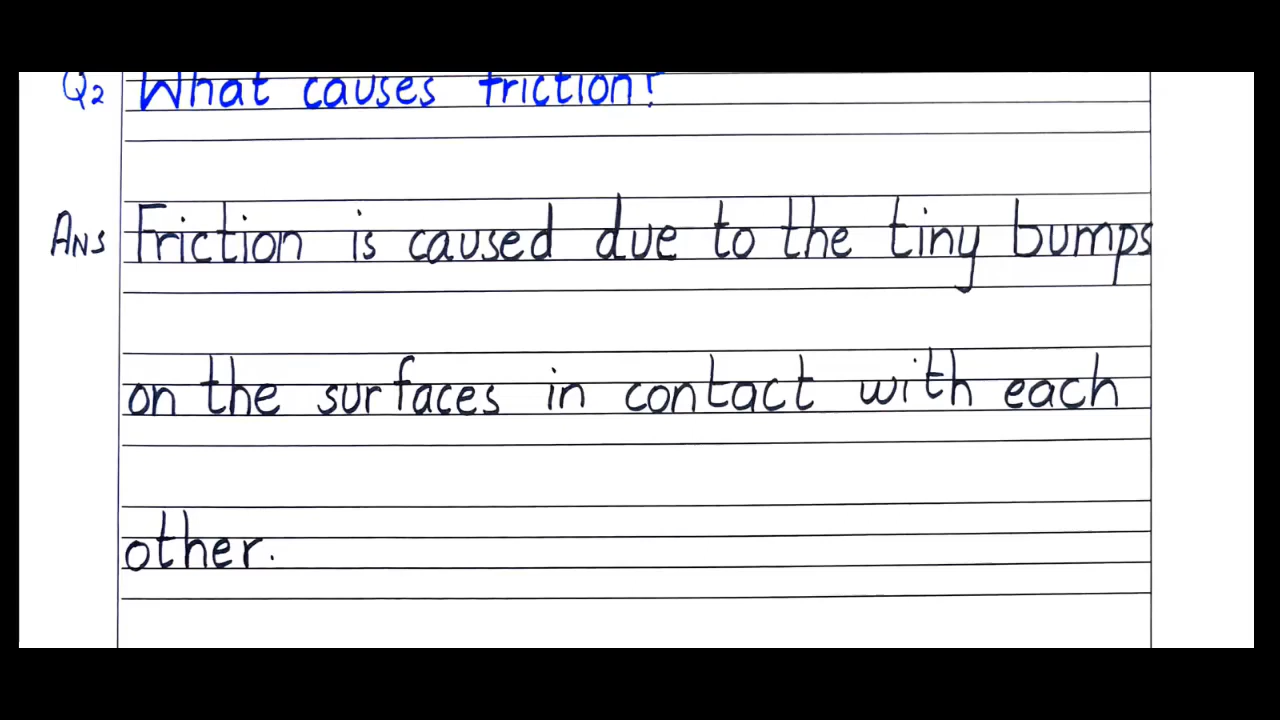 Q2 What causes friction?
Ans Friction is caused due to the tiny bumps
on the surfaces in contact with each
other.